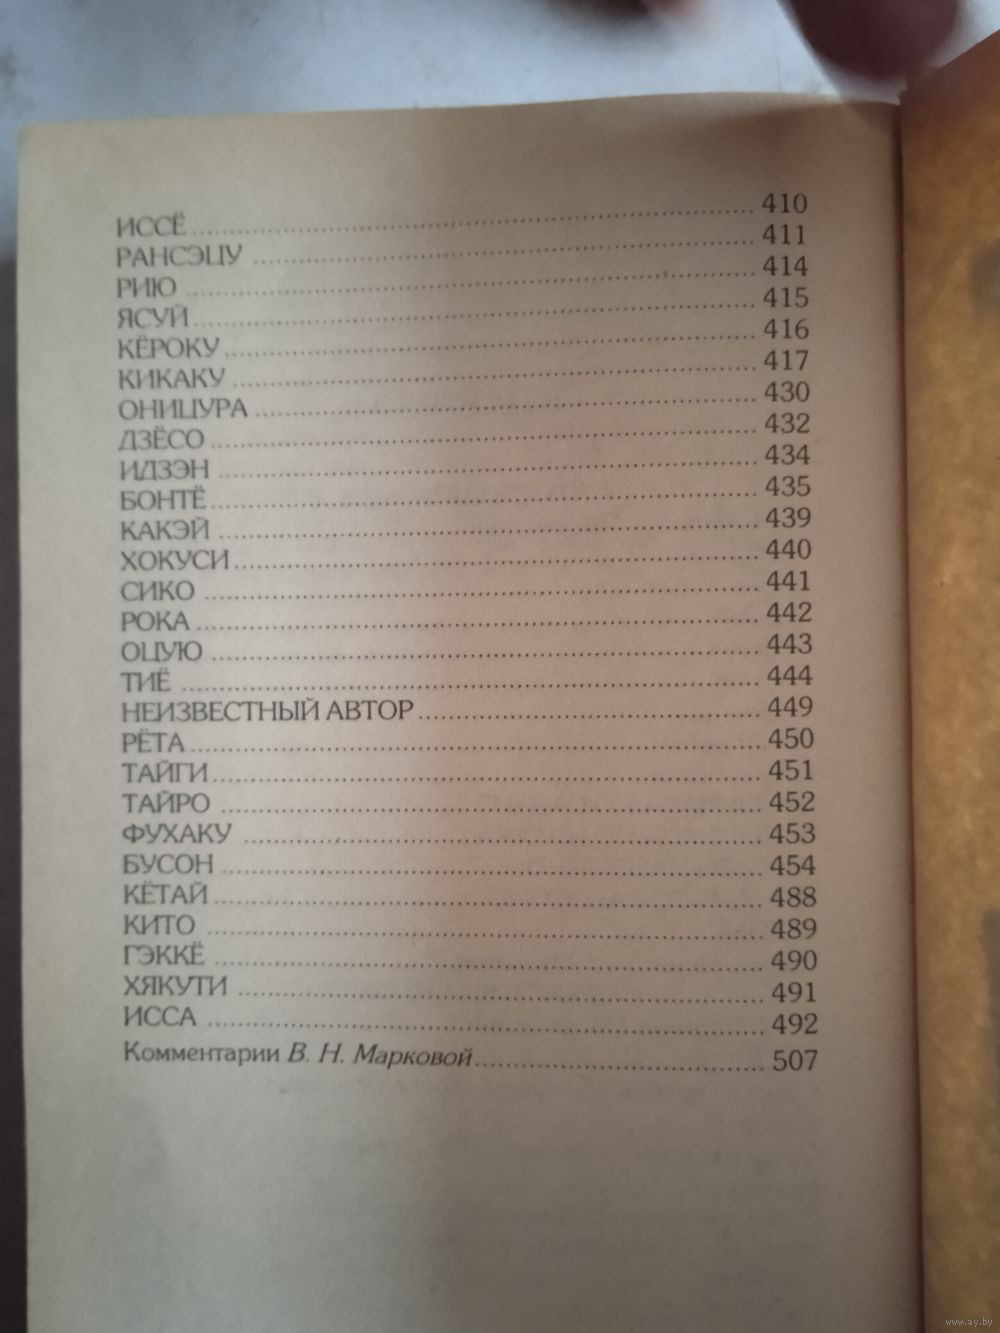 ИССЁ ........ 410
РАНСЭЦУ ........ 411
РИЮ ........ 414
ЯСУЙ ........ 415
КЁРОКУ ........ 416
КИКАКУ ........ 417
ОНИЦУРА ........ 430
ДЗЁСО ........ 432
ИДЗЭН ........ 434
БОНТЁ ........ 435
КАКЭЙ ........ 439
ХОКУСИ ........ 440
СИКО ........ 441
РОКА ........ 442
ОЦУЮ ........ 443
ТИЁ ........ 444
НЕИЗВЕСТНЫЙ АВТОР ........ 449
РЁТА ........ 450
ТАЙГИ ........ 451
ТАЙРО ........ 452
ФУХАКУ ........ 453
БУСОН ........ 454
КЁТАЙ ........ 488
КИТО ........ 489
ГЭККЁ ........ 490
ХЯКУТИ ........ 491
ИССА ........ 492
Комментарии В. Н. Марковой ........ 507
www.ay.by